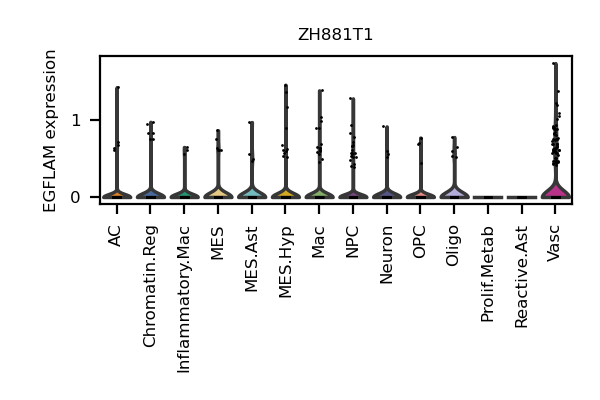 ZH881T1
EGFLAM expression
1
0
AC
Chromatin.Reg
Inflammatory.Mac
MES
MES.Ast
MES.Hyp
Mac
NPC
Neuron
OPC
Oligo
Prolif.Metab
Reactive.Ast
Vasc